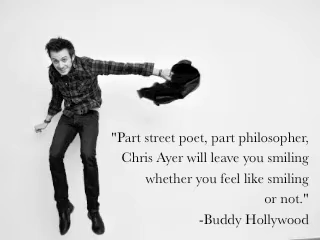 "Part street poet, part philosopher,
Chris Ayer will leave you smiling
whether you feel like smiling
or not."
-Buddy Hollywood